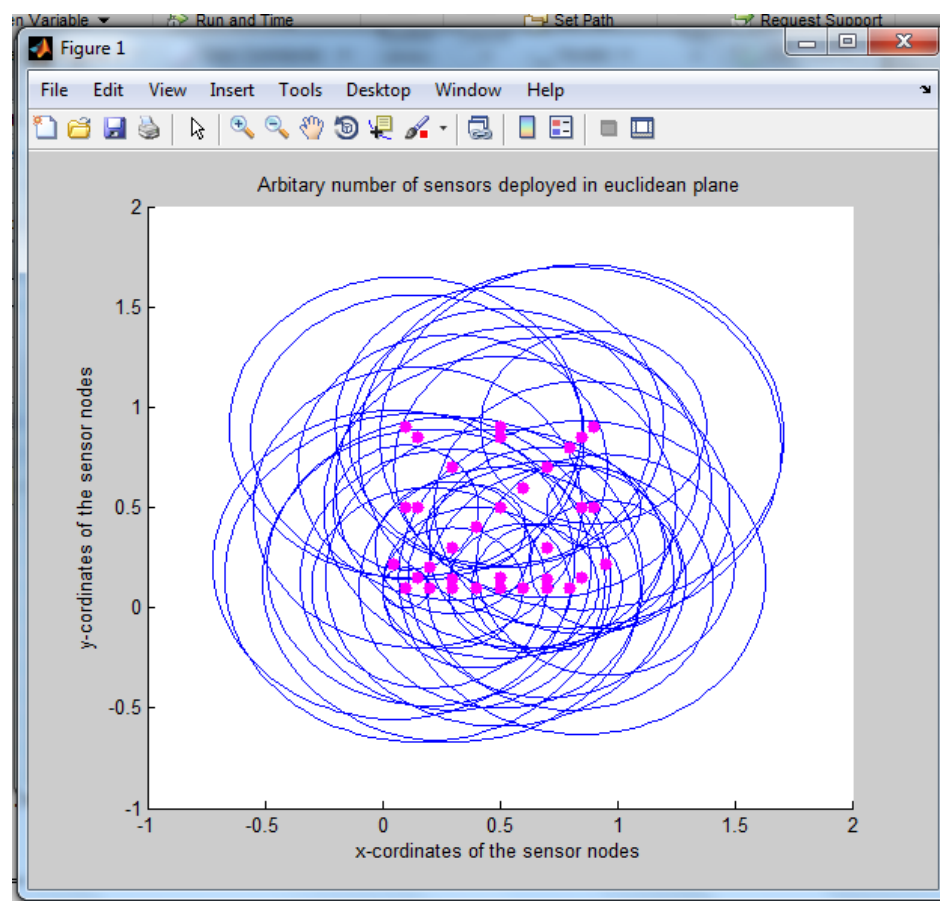 en Variable Run and Time Set Path Request Support
Figure 1
File Edit View Insert Tools Desktop Window Help
Arbitary number of sensors deployed in euclidean plane
2
1.5
1
0.5
0
-0.5
-1
y-cordinates of the sensor nodes
-1 -0.5 0 0.5 1 1.5 2
x-cordinates of the sensor nodes